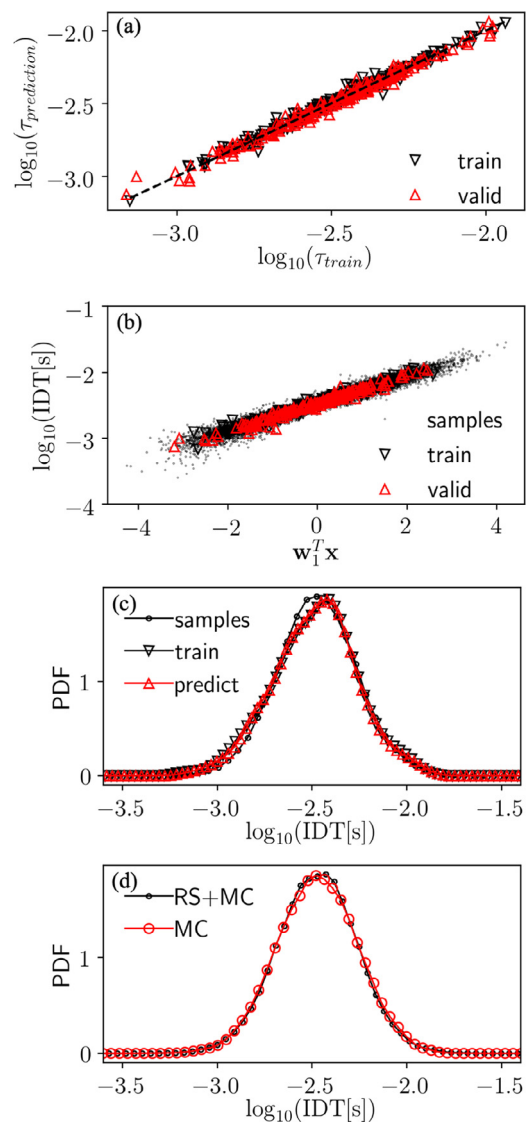 (a)
−2.0
−2.5
−3.0
log₁₀(τ_prediction)
train
valid
−3.0 −2.5 −2.0
log₁₀(τ_train)
(b)
−1
−2
−3
−4
log₁₀(IDT[s])
samples
train
valid
−4 −2 0 2 4
𝐰₁ᵀ𝐱
(c)
samples
train
predict
PDF
1
0
−3.5 −3.0 −2.5 −2.0 −1.5
log₁₀(IDT[s])
(d)
RS+MC
MC
PDF
1
0
−3.5 −3.0 −2.5 −2.0 −1.5
log₁₀(IDT[s])